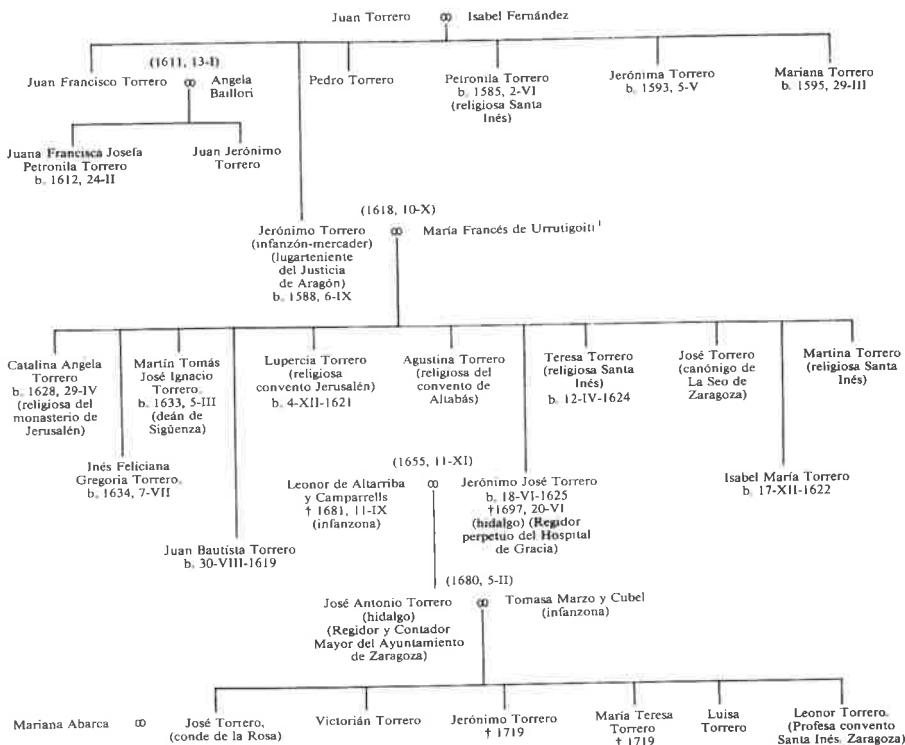 Juan Torrero ∞ Isabel Fernández
(1611, 13-I)
Juan Francisco Torrero ∞ Angela
Baillori
Pedro Torrero
Petronila Torrero
b. 1585, 2-VI
(religiosa Santa
Inés)
Jerónima Torrero
b. 1593, 5-V
Mariana Torrero
b. 1595, 29-III
Juana Francisca Josefa
Petronila Torrero
b. 1612, 24-II
Juan Jerónimo
Torrero
(1618, 10-X)
Jerónimo Torrero ∞ María Francés de Urrutigoiti¹
(infanzón-mercader)
(lugarteniente
del Justicia
de Aragón)
b. 1588, 6-IX
Catalina Angela
Torrero
b. 1628, 29-IV
(religiosa del
monasterio de
Jerusalén)
Martín Tomás
José Ignacio
Torrero.
b. 1633, 5-III
(deán de
Sigüenza)
Lupercia Torrero
(religiosa
convento Jerusalén)
b. 4-XII-1621
Agustina Torrero
(religiosa del
convento de
Altabás)
Teresa Torrero
(religiosa Santa
Inés)
b. 12-IV-1624
José Torrero
(canónigo de
La Seo de
Zaragoza)
Martina Torrero
(religiosa Santa
Inés)
Inés Feliciana
Gregoria Torrero.
b. 1634, 7-VII
Juan Bautista Torrero
b. 30-VIII-1619
(1655, 11-XI)
Leonor de Altarriba ∞
y Camparrells
† 1681, 11-IX
(infanzona)
Jerónimo José Torrero
b. 18-VI-1625
†1697, 20-VI
(hidalgo) (Regidor
perpetuo del Hospital
de Gracia)
Isabel María Torrero
b. 17-XII-1622
(1680, 5-II)
José Antonio Torrero ∞ Tomasa Marzo y Cubel
(infanzona)
(hidalgo)
(Regidor y Contador
Mayor del Ayuntamiento
de Zaragoza)
Mariana Abarca ∞ José Torrero,
(conde de la Rosa)
Victorián Torrero
Jerónimo Torrero
† 1719
María Teresa
Torrero
† 1719
Luisa
Torrero
Leonor Torrero.
(Profesa convento
Santa Inés, Zaragoza)